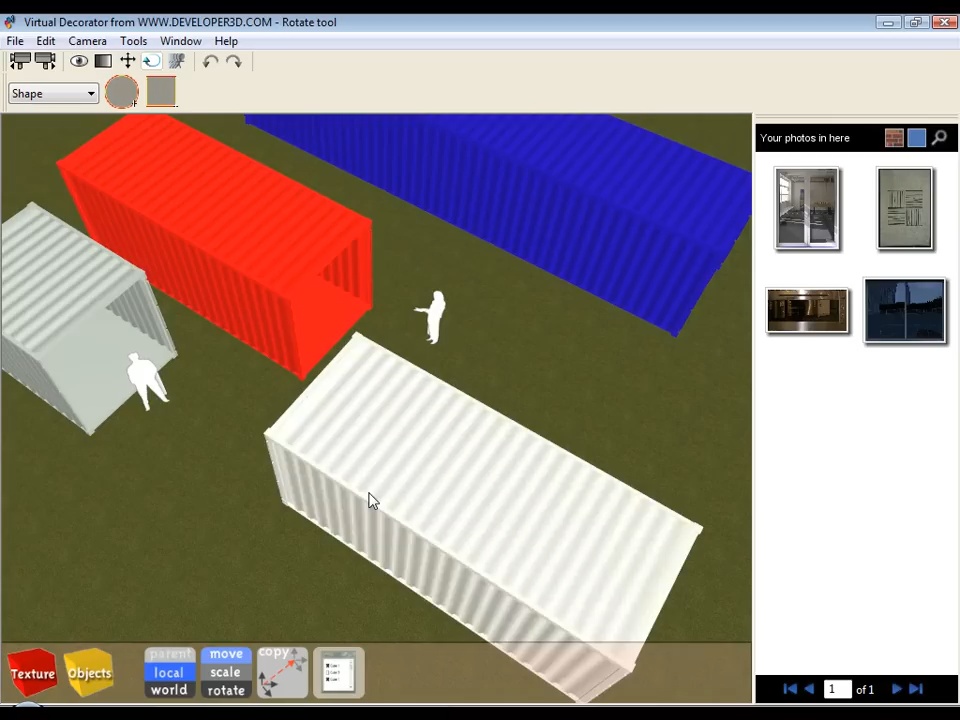 Virtual Decorator from WWW.DEVELOPER3D.COM - Rotate tool
File Edit Camera Tools Window Help
Shape
Your photos in here
Texture
Objects
parent
local
world
move
scale
rotate
copy
1 of 1